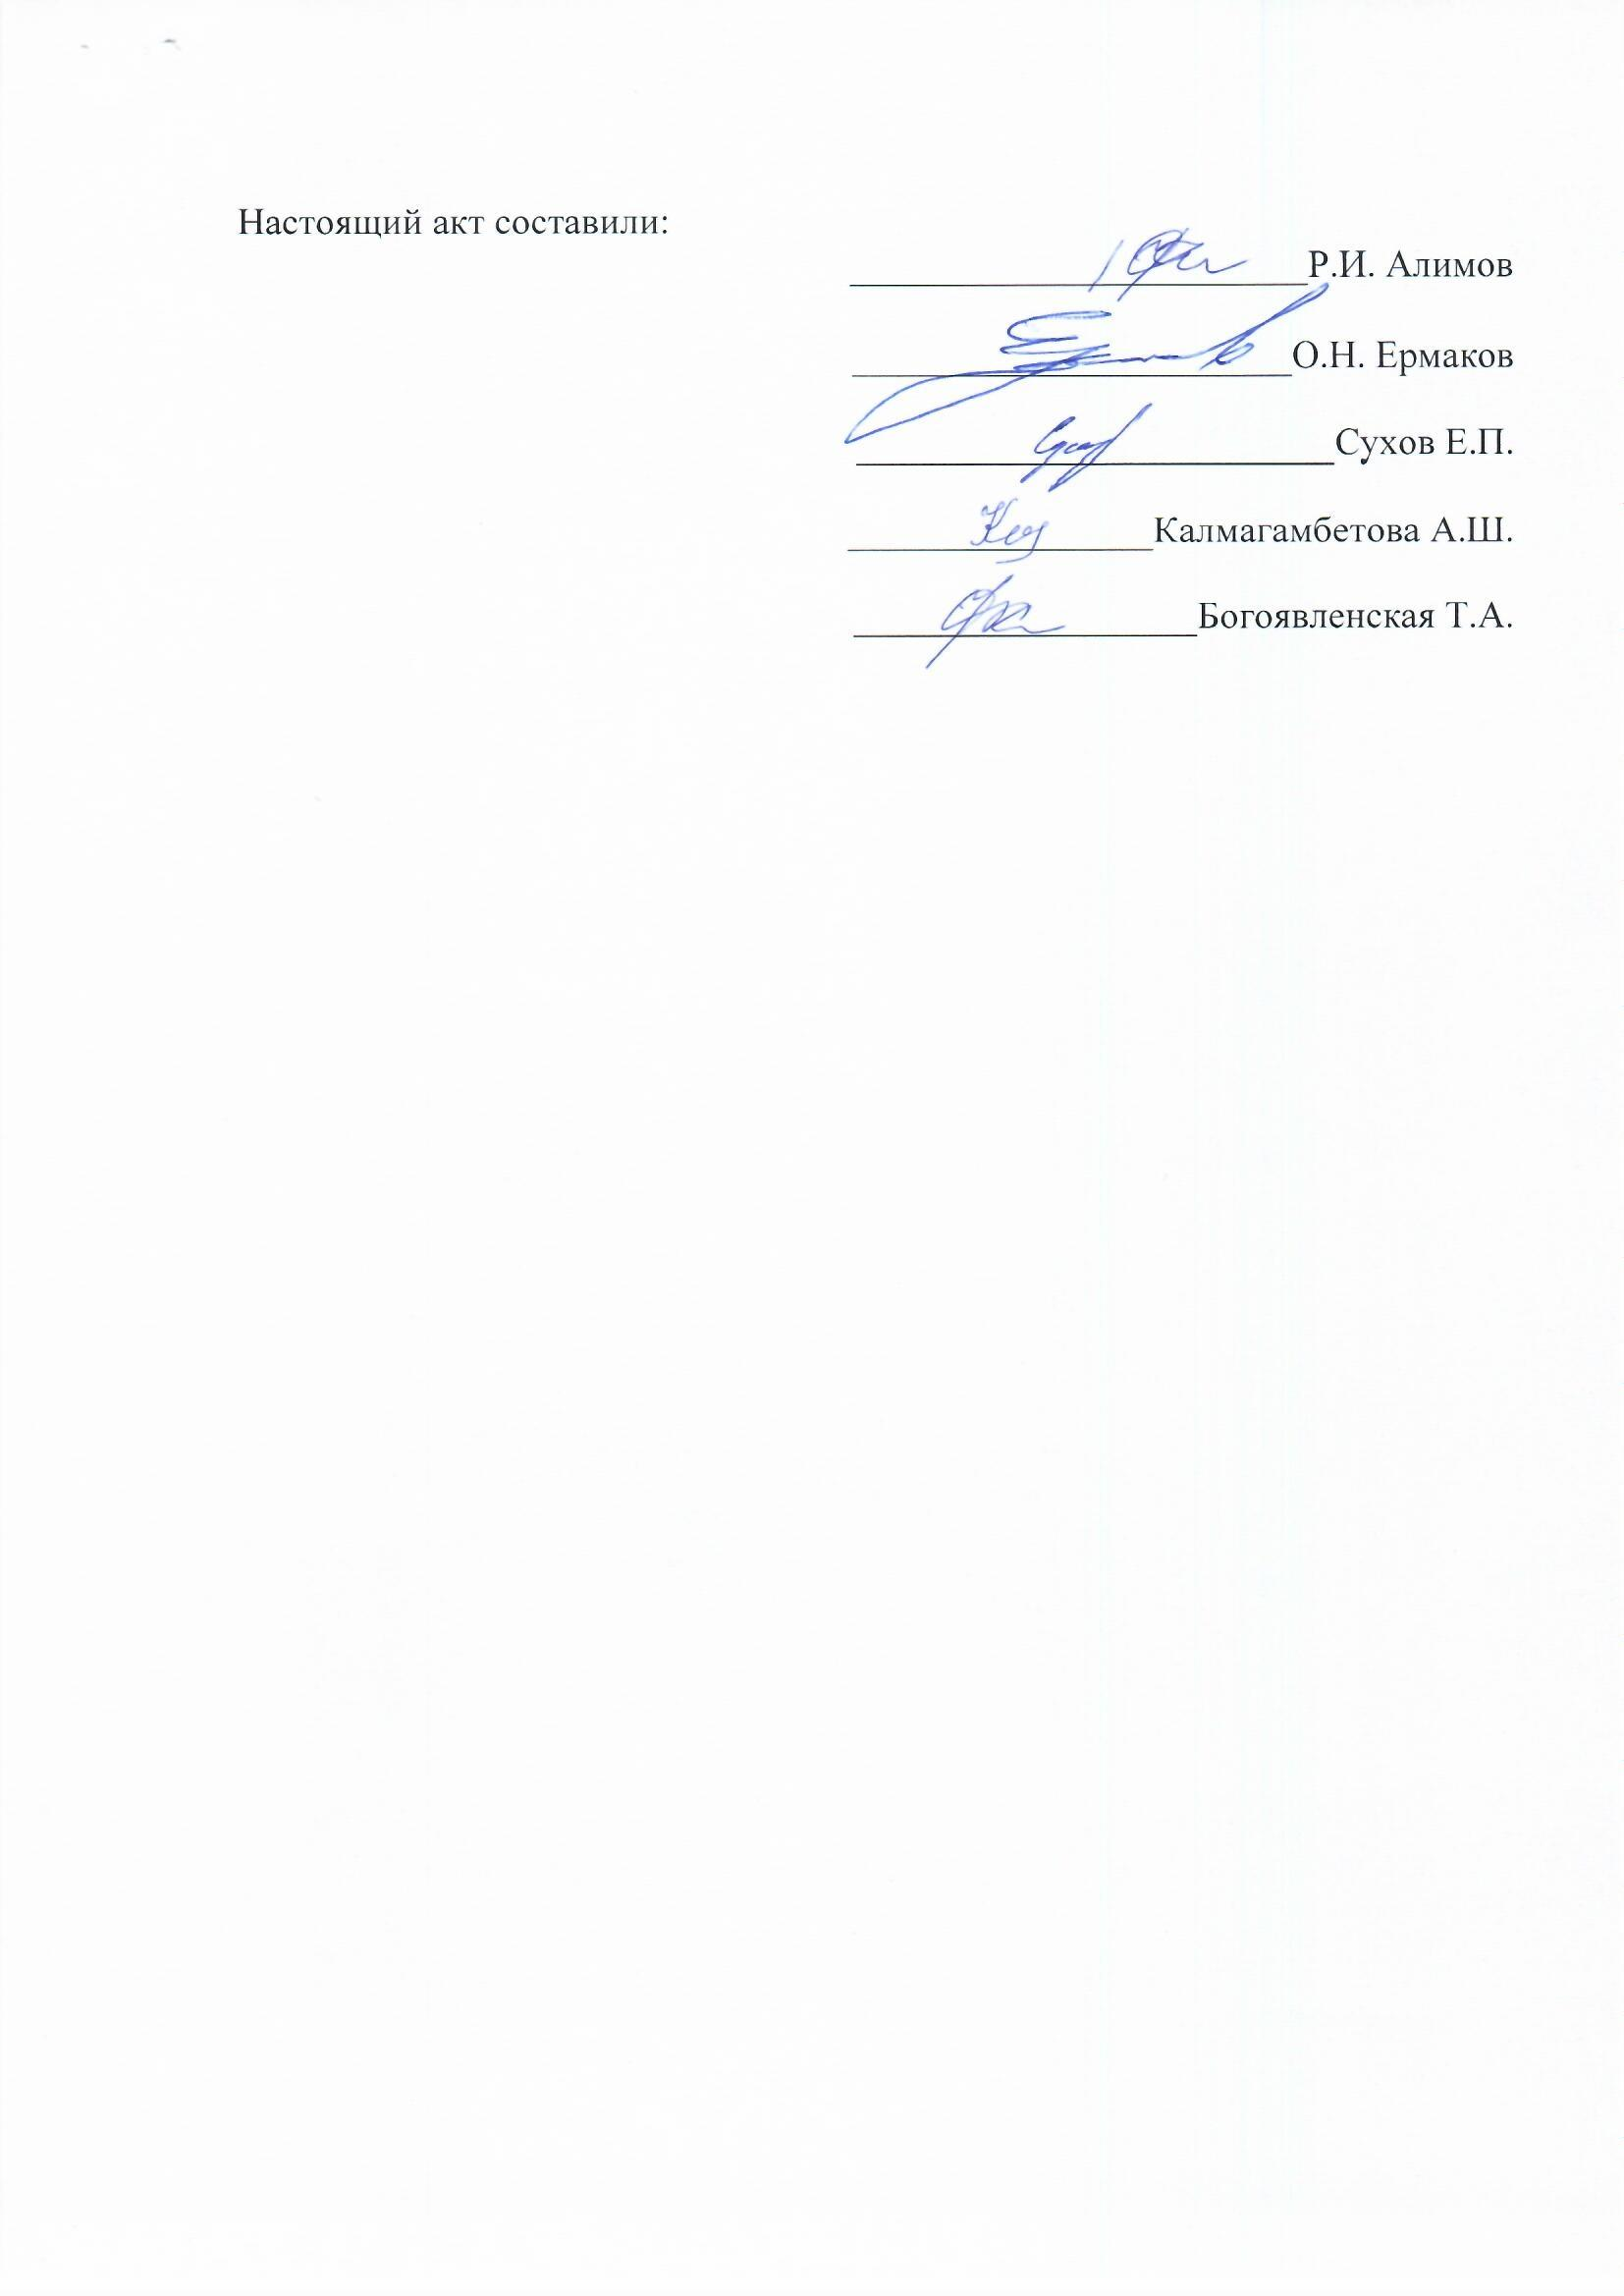 Настоящий акт составили:
Р.И. Алимов
О.Н. Ермаков
Сухов Е.П.
Калмагамбетова А.Ш.
Богоявленская Т.А.